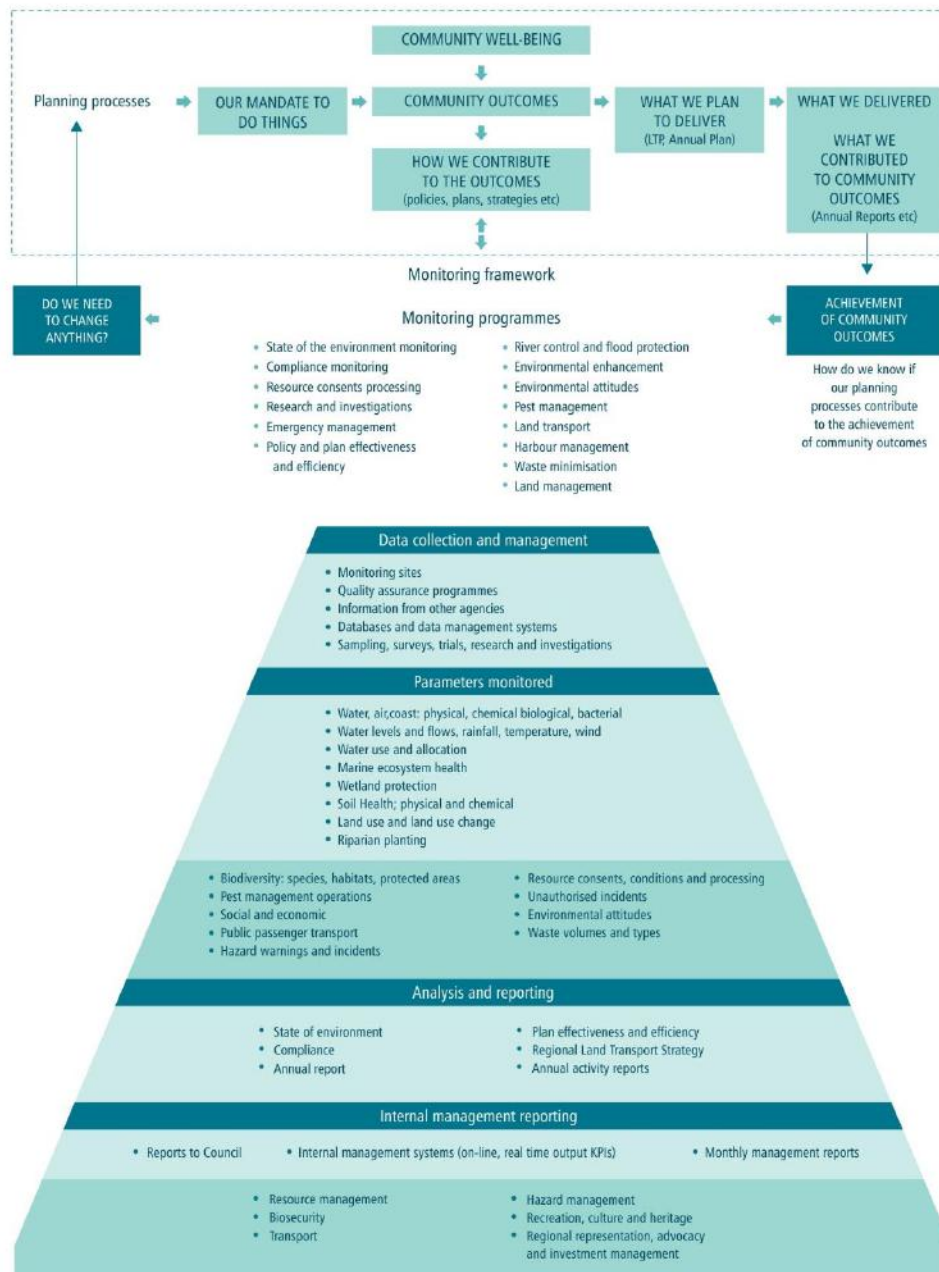 COMMUNITY WELL-BEING
Planning processes
OUR MANDATE TO
DO THINGS
COMMUNITY OUTCOMES
WHAT WE PLAN
TO DELIVER
(LTP, Annual Plan)
WHAT WE DELIVERED
WHAT WE
CONTRIBUTED
TO COMMUNITY
OUTCOMES
(Annual Reports etc)
HOW WE CONTRIBUTE
TO THE OUTCOMES
(policies, plans, strategies etc)
Monitoring framework
DO WE NEED
TO CHANGE
ANYTHING?
Monitoring programmes
• State of the environment monitoring
• Compliance monitoring
• Resource consents processing
• Research and investigations
• Emergency management
• Policy and plan effectiveness
and efficiency
• River control and flood protection
• Environmental enhancement
• Environmental attitudes
• Pest management
• Land transport
• Harbour management
• Waste minimisation
• Land management
ACHIEVEMENT
OF COMMUNITY
OUTCOMES
How do we know if
our planning
processes contribute
to the achievement
of community outcomes
Data collection and management
• Monitoring sites
• Quality assurance programmes
• Information from other agencies
• Databases and data management systems
• Sampling, surveys, trials, research and investigations
Parameters monitored
• Water, air,coast: physical, chemical biological, bacterial
• Water levels and flows, rainfall, temperature, wind
• Water use and allocation
• Marine ecosystem health
• Wetland protection
• Soil Health; physical and chemical
• Land use and land use change
• Riparian planting
• Biodiversity: species, habitats, protected areas
• Pest management operations
• Social and economic
• Public passenger transport
• Hazard warnings and incidents
• Resource consents, conditions and processing
• Unauthorised incidents
• Environmental attitudes
• Waste volumes and types
Analysis and reporting
• State of environment
• Compliance
• Annual report
• Plan effectiveness and efficiency
• Regional Land Transport Strategy
• Annual activity reports
Internal management reporting
• Reports to Council
• Internal management systems (on-line, real time output KPIs)
• Monthly management reports
• Resource management
• Biosecurity
• Transport
• Hazard management
• Recreation, culture and heritage
• Regional representation, advocacy
and investment management